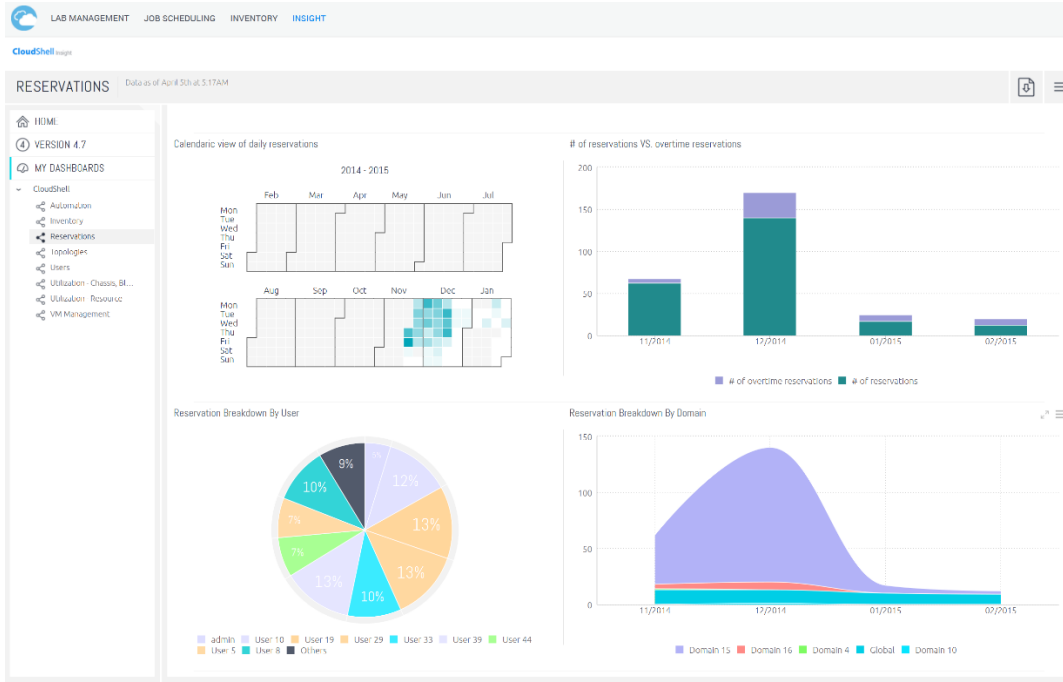 LAB MANAGEMENT JOB SCHEDULING INVENTORY INSIGHT
CloudShell Insight
RESERVATIONS Data as of April 5th at 5:17AM
HOME
4 VERSION 4.7
MY DASHBOARDS
CloudShell
Automation
Inventory
Reservations
Topologies
Users
Utilization - Chassis, Bl...
Utilization - Resource
VM Management
Calendaric view of daily reservations
2014 - 2015
Feb Mar Apr May Jun Jul
Mon
Tue
Wed
Thu
Fri
Sat
Sun
Aug Sep Oct Nov Dec Jan
Mon
Tue
Wed
Thu
Fri
Sat
Sun
# of reservations VS. overtime reservations
200
150
100
50
0
11/2014 12/2014 01/2015 02/2015
# of overtime reservations # of reservations
Reservation Breakdown By User
9%
12%
10%
13%
7%
7%
13%
13%
10%
admin User 10 User 19 User 29 User 33 User 39 User 44
User 5 User 8 Others
Reservation Breakdown By Domain
150
100
50
0
11/2014 12/2014 01/2015 02/2015
Domain 15 Domain 16 Domain 4 Global Domain 10